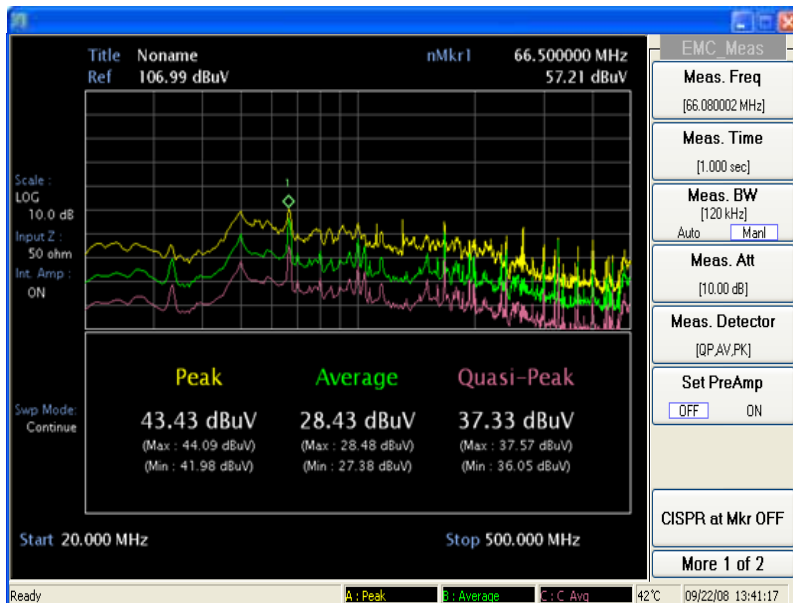 Title Noname nMkr1 66.500000 MHz
Ref 106.99 dBuV 57.21 dBuV
Scale :
LOG
10.0 dB
Input Z :
50 ohm
Int. Amp :
ON
1
Peak Average Quasi-Peak
Swp Mode:
Continue
43.43 dBuV 28.43 dBuV 37.33 dBuV
(Max : 44.09 dBuV) (Max : 28.48 dBuV) (Max : 37.57 dBuV)
(Min : 41.98 dBuV) (Min : 27.38 dBuV) (Min : 36.05 dBuV)
Start 20.000 MHz Stop 500.000 MHz
EMC_Meas
Meas. Freq
[66.080002 MHz]
Meas. Time
[1.000 sec]
Meas. BW
[120 kHz]
Auto Manl
Meas. Att
[10.00 dB]
Meas. Detector
[QP,AV,PK]
Set PreAmp
OFF ON
CISPR at Mkr OFF
More 1 of 2
Ready A : Peak B : Average C : C_Avg 42°C 09/22/08 13:41:17